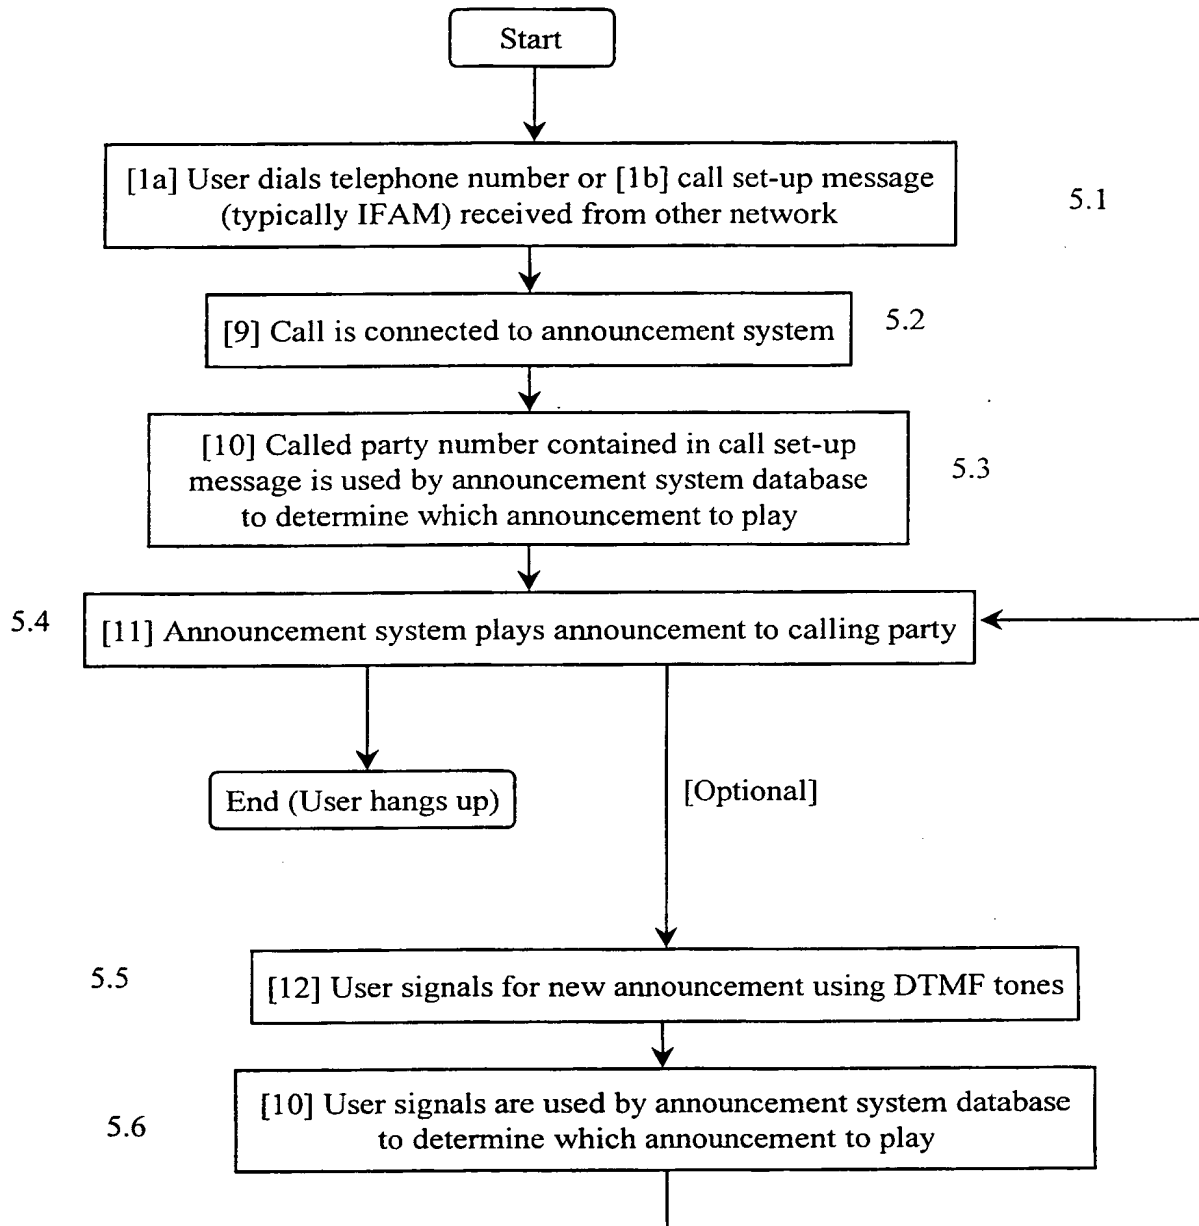 Start
[1a] User dials telephone number or [1b] call set-up message
(typically IFAM) received from other network
5.1
[9] Call is connected to announcement system
5.2
[10] Called party number contained in call set-up
message is used by announcement system database
to determine which announcement to play
5.3
5.4
[11] Announcement system plays announcement to calling party
End (User hangs up)
[Optional]
5.5
[12] User signals for new announcement using DTMF tones
5.6
[10] User signals are used by announcement system database
to determine which announcement to play